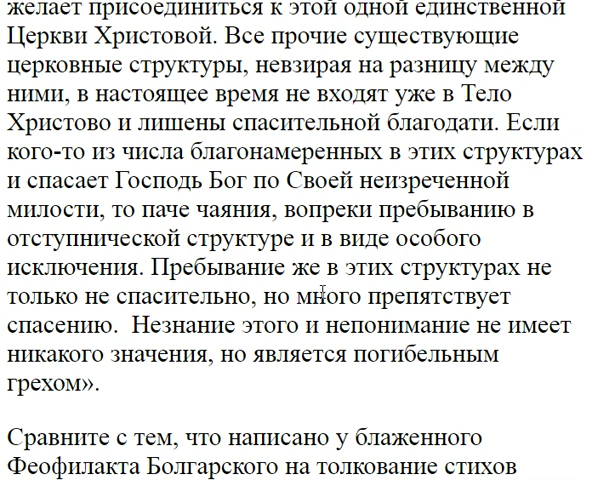 желает присоединиться к этой одной единственной
Церкви Христовой. Все прочие существующие
церковные структуры, невзирая на разницу между
ними, в настоящее время не входят уже в Тело
Христово и лишены спасительной благодати. Если
кого-то из числа благонамеренных в этих структурах
и спасает Господь Бог по Своей неизреченной
милости, то паче чаяния, вопреки пребыванию в
отступнической структуре и в виде особого
исключения. Пребывание же в этих структурах не
только не спасительно, но много препятствует
спасению.  Незнание этого и непонимание не имеет
никакого значения, но является погибельным
грехом».

Сравните с тем, что написано у блаженного
Феофилакта Болгарского на толкование стихов